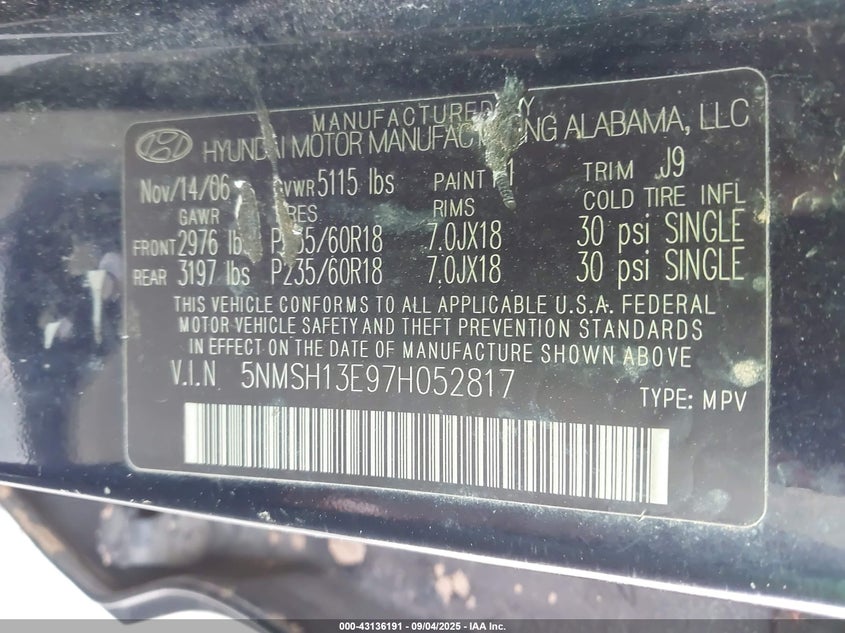 MANUFACTURED BY
HYUNDAI MOTOR MANUFACTURING ALABAMA, LLC
Nov/14/06 GVWR 5115 lbs PAINT TRIM J9
GAWR TIRES RIMS COLD TIRE INFL
FRONT 2976 lbs P235/60R18 7.0JX18 30 psi SINGLE
REAR 3197 lbs P235/60R18 7.0JX18 30 psi SINGLE
THIS VEHICLE CONFORMS TO ALL APPLICABLE U.S.A. FEDERAL
MOTOR VEHICLE SAFETY AND THEFT PREVENTION STANDARDS
IN EFFECT ON THE DATE OF MANUFACTURE SHOWN ABOVE
V.I.N 5NMSH13E97H052817
TYPE: MPV
000-43136191 - 09/04/2025 - IAA Inc.